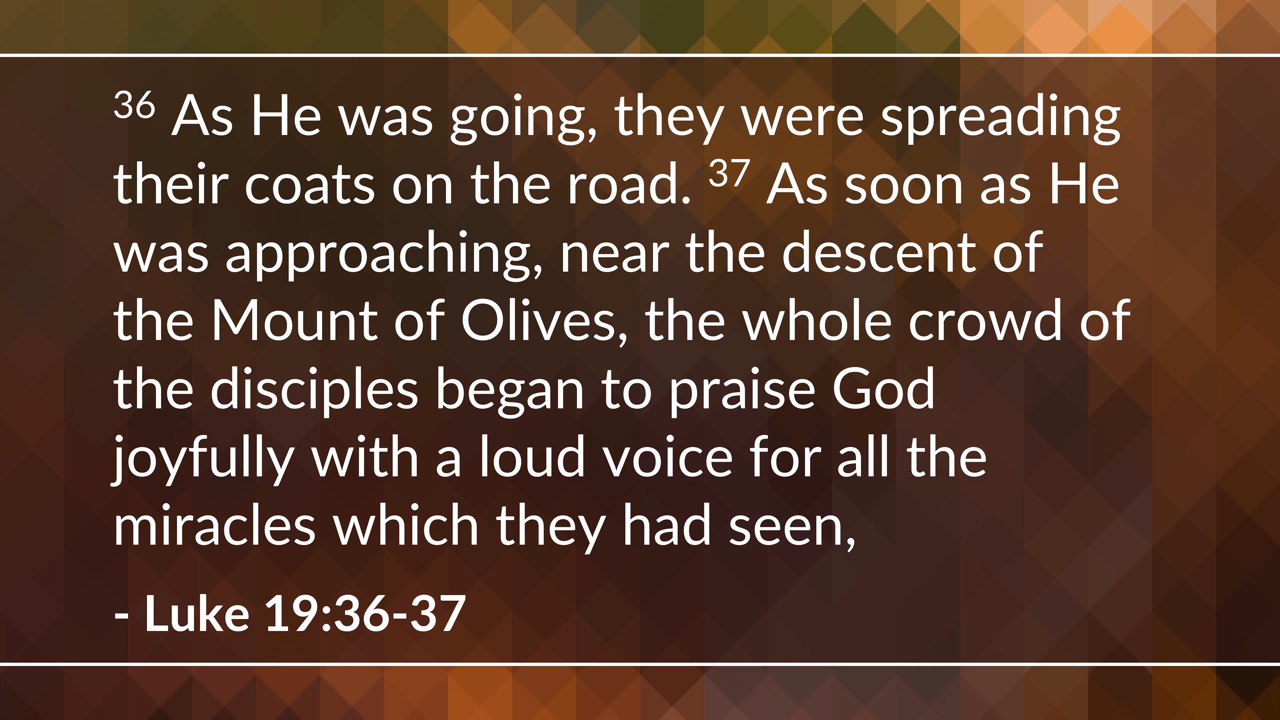 36 As He was going, they were spreading
their coats on the road. 37 As soon as He
was approaching, near the descent of
the Mount of Olives, the whole crowd of
the disciples began to praise God
joyfully with a loud voice for all the
miracles which they had seen,
- Luke 19:36-37